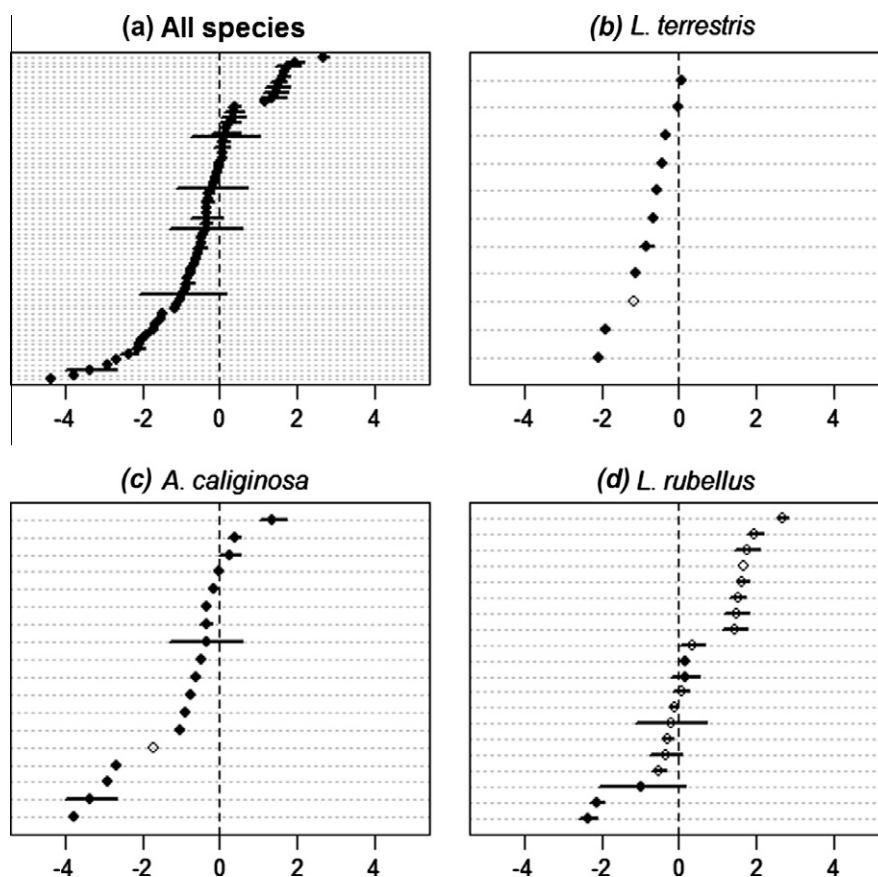 (a) All species
(b) L. terrestris
-4 -2 0 2 4
-4 -2 0 2 4
(c) A. caliginosa
(d) L. rubellus
-4 -2 0 2 4
-4 -2 0 2 4